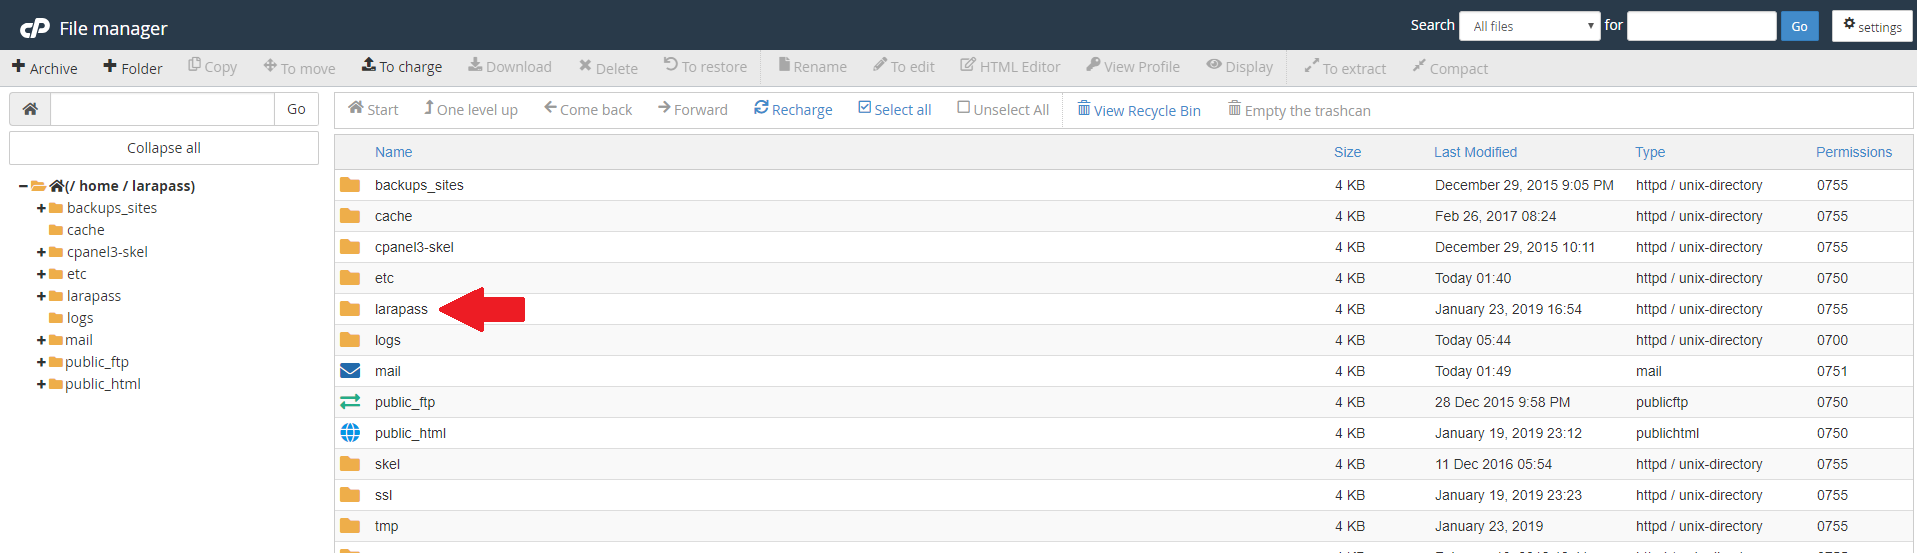 cP File manager Search All files for Go settings
Archive Folder Copy To move To charge Download Delete To restore Rename To edit HTML Editor View Profile Display To extract Compact
Go Start One level up Come back Forward Recharge Select all Unselect All View Recycle Bin Empty the trashcan
Collapse all
(/ home / larapass)
backups_sites
cache
cpanel3-skel
etc
larapass
logs
mail
public_ftp
public_html
Name Size Last Modified Type Permissions
backups_sites 4 KB December 29, 2015 9:05 PM httpd / unix-directory 0755
cache 4 KB Feb 26, 2017 08:24 httpd / unix-directory 0755
cpanel3-skel 4 KB December 29, 2015 10:11 httpd / unix-directory 0755
etc 4 KB Today 01:40 httpd / unix-directory 0750
larapass 4 KB January 23, 2019 16:54 httpd / unix-directory 0755
logs 4 KB Today 05:44 httpd / unix-directory 0700
mail 4 KB Today 01:49 mail 0751
public_ftp 4 KB 28 Dec 2015 9:58 PM publicftp 0750
public_html 4 KB January 19, 2019 23:12 publichtml 0750
skel 4 KB 11 Dec 2016 05:54 httpd / unix-directory 0755
ssl 4 KB January 19, 2019 23:23 httpd / unix-directory 0755
tmp 4 KB January 23, 2019 httpd / unix-directory 0755